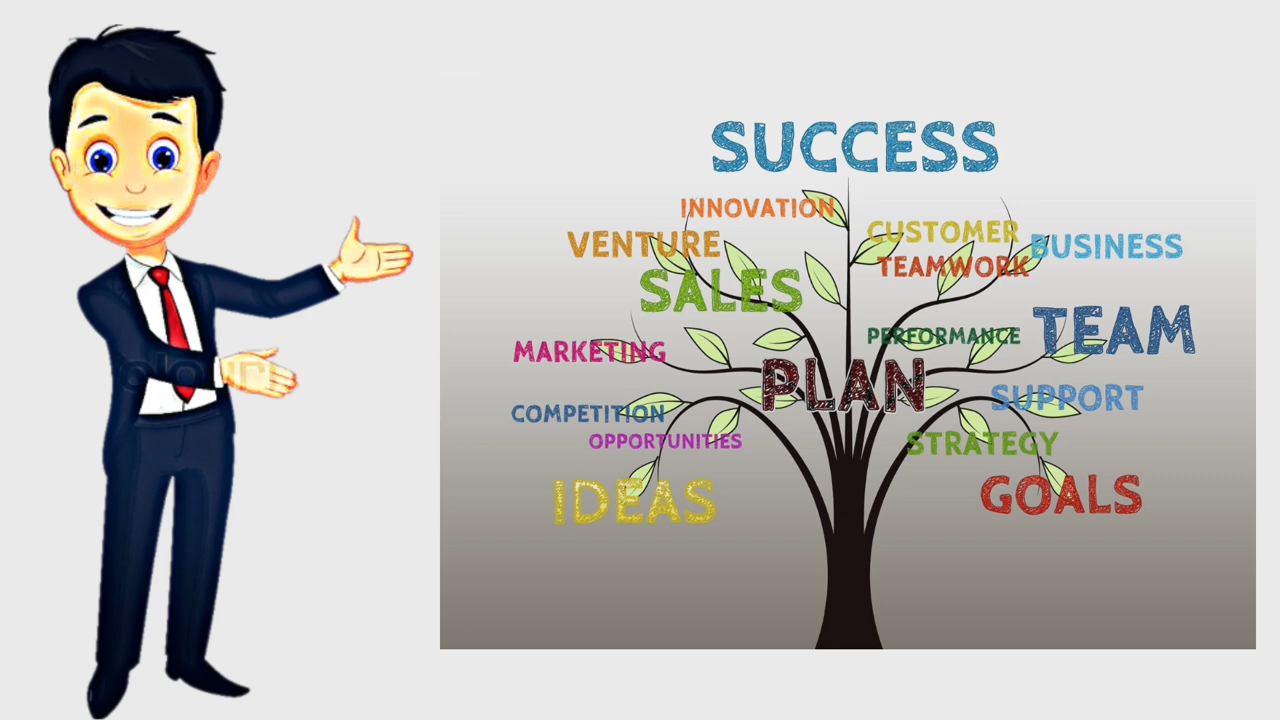 SUCCESS
INNOVATION
CUSTOMER
VENTURE
BUSINESS
TEAMWORK
SALES
TEAM
PERFORMANCE
MARKETING
PLAN
SUPPORT
COMPETITION
OPPORTUNITIES
STRATEGY
IDEAS
GOALS